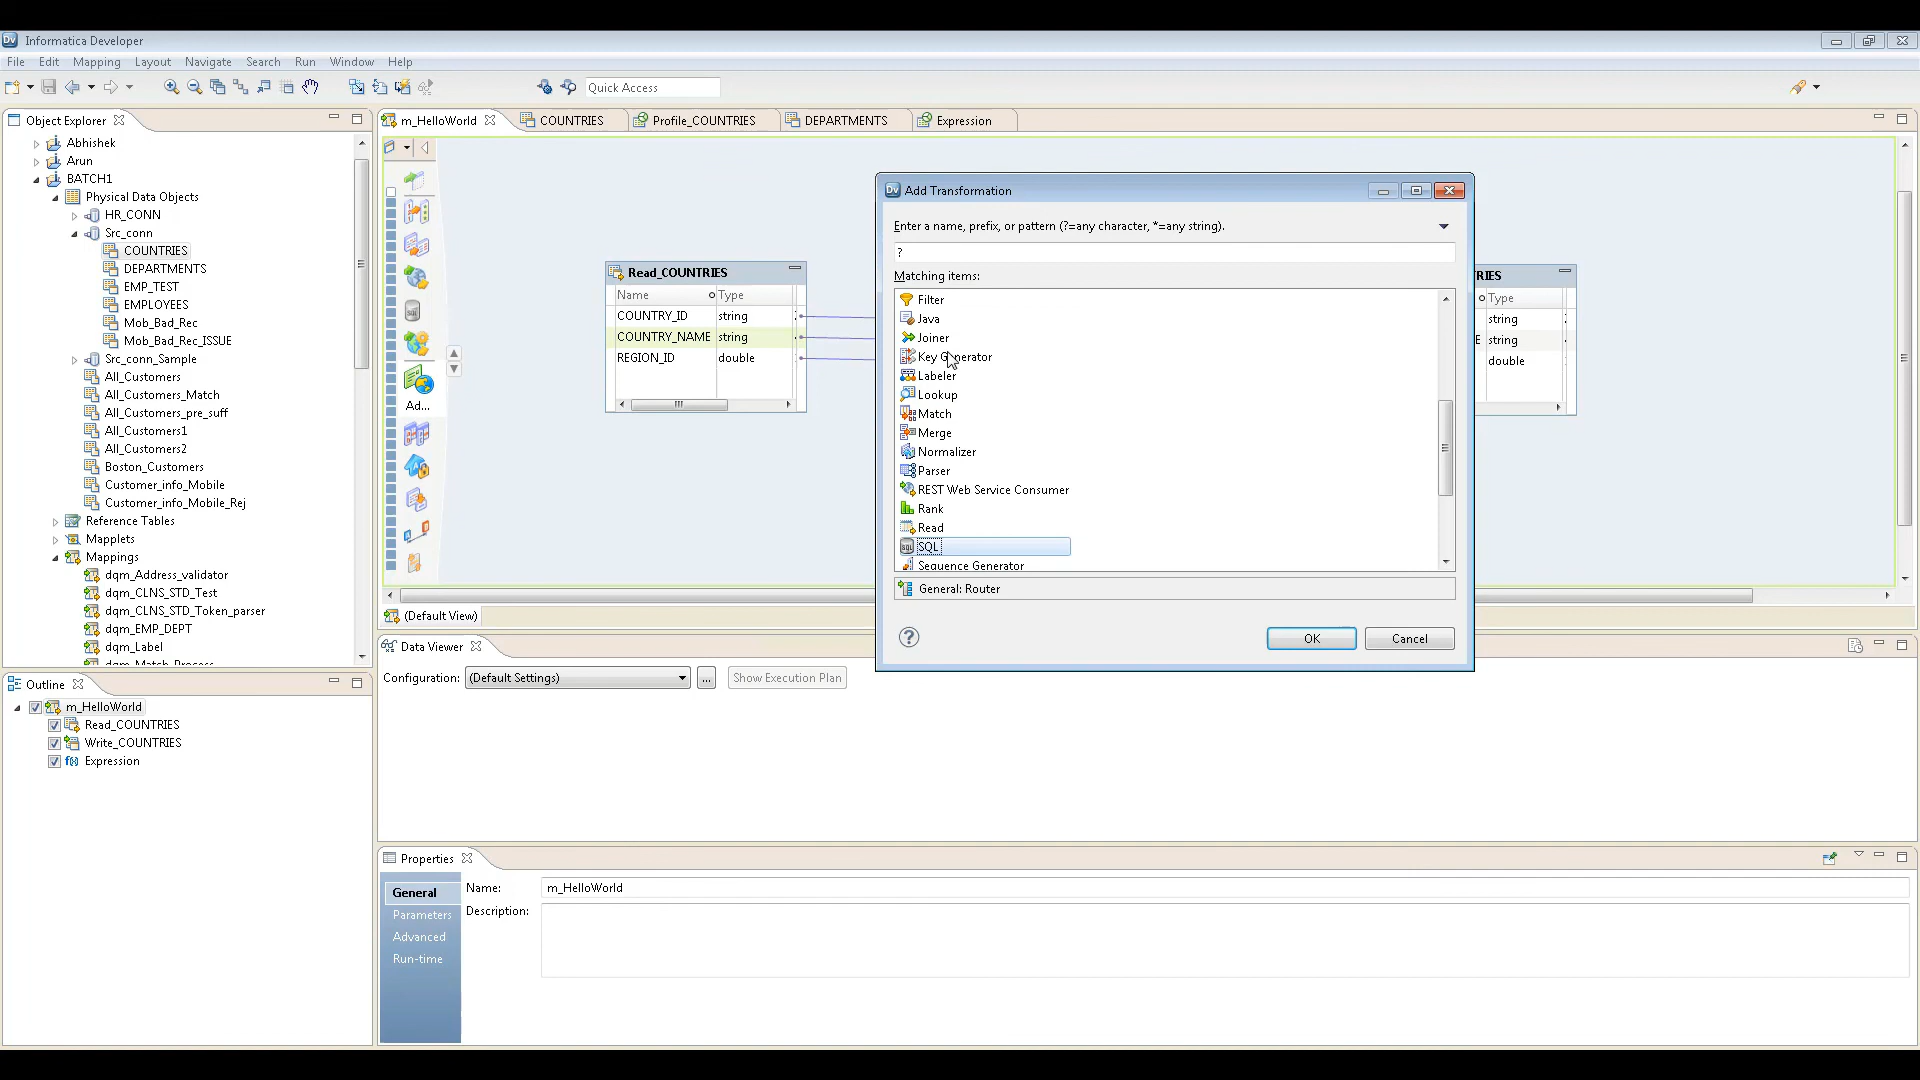 Informatica Developer
File Edit Mapping Layout Navigate Search Run Window Help
Quick Access
Object Explorer
Abhishek
Arun
BATCH1
Physical Data Objects
HR_CONN
Src_conn
COUNTRIES
DEPARTMENTS
EMP_TEST
EMPLOYEES
Mob_Bad_Rec
Mob_Bad_Rec_ISSUE
Src_conn_Sample
All_Customers
All_Customers_Match
All_Customers_pre_suff
All_Customers1
All_Customers2
Boston_Customers
Customer_info_Mobile
Customer_info_Mobile_Rej
Reference Tables
Mapplets
Mappings
dqm_Address_validator
dqm_CLNS_STD_Test
dqm_CLNS_STD_Token_parser
dqm_EMP_DEPT
dqm_Label
dqm_Match_Process
Outline
m_HelloWorld
Read_COUNTRIES
Write_COUNTRIES
f(x) Expression
m_HelloWorld COUNTRIES Profile_COUNTRIES DEPARTMENTS Expression
Ad...
Read_COUNTRIES
Name Type
COUNTRY_ID string
COUNTRY_NAME string
REGION_ID double
RIES
Type
string
E string
double
(Default View)
Add Transformation
Enter a name, prefix, or pattern (?=any character, *=any string).
?
Matching items:
Filter
Java
Joiner
Key Generator
Labeler
Lookup
Match
Merge
Normalizer
Parser
REST Web Service Consumer
Rank
Read
SQL
Sequence Generator
General: Router
OK Cancel
Data Viewer
Configuration: (Default Settings) ... Show Execution Plan
Properties
General
Parameters
Advanced
Run-time
Name: m_HelloWorld
Description: